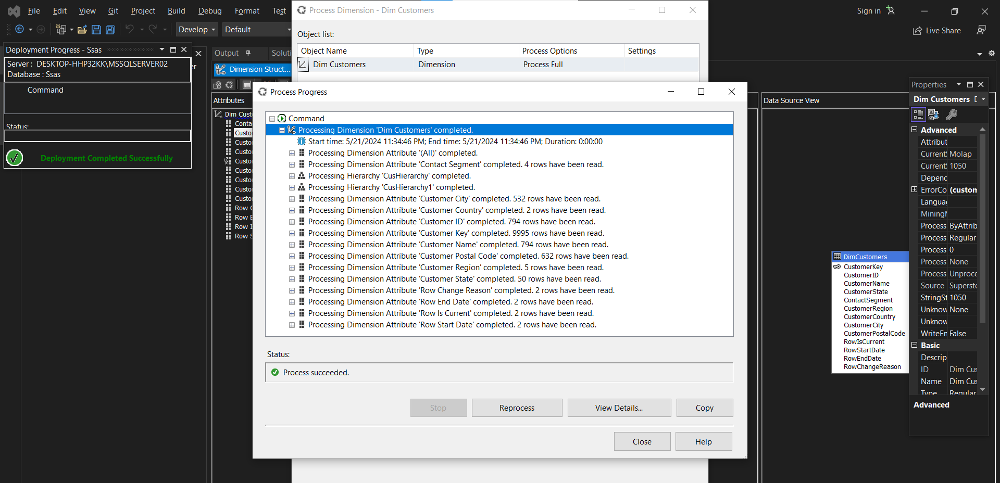 File Edit View Git Project Build Debug Format Test
Sign in
Develop Default
Live Share
Process Dimension - Dim Customers
Object list:
Object Name Type Process Options Settings
Dim Customers Dimension Process Full
Deployment Progress - Ssas
Server : DESKTOP-HHP32KK\MSSQLSERVER02
Database : Ssas
Command
Status:
Deployment Completed Successfully
er
Output Soluti
Dimension Struct...
Attributes
Dim Cust
Conta
Custo
Custo
Custo
Custo
Custo
Custo
Custo
Custo
Row C
Row E
Row I
Row S
Process Progress
Command
Processing Dimension 'Dim Customers' completed.
Start time: 5/21/2024 11:34:46 PM; End time: 5/21/2024 11:34:46 PM; Duration: 0:00:00
Processing Dimension Attribute '(All)' completed.
Processing Dimension Attribute 'Contact Segment' completed. 4 rows have been read.
Processing Hierarchy 'CusHierarchy' completed.
Processing Hierarchy 'CusHierarchy1' completed.
Processing Dimension Attribute 'Customer City' completed. 532 rows have been read.
Processing Dimension Attribute 'Customer Country' completed. 2 rows have been read.
Processing Dimension Attribute 'Customer ID' completed. 794 rows have been read.
Processing Dimension Attribute 'Customer Key' completed. 9995 rows have been read.
Processing Dimension Attribute 'Customer Name' completed. 794 rows have been read.
Processing Dimension Attribute 'Customer Postal Code' completed. 632 rows have been read.
Processing Dimension Attribute 'Customer Region' completed. 5 rows have been read.
Processing Dimension Attribute 'Customer State' completed. 50 rows have been read.
Processing Dimension Attribute 'Row Change Reason' completed. 2 rows have been read.
Processing Dimension Attribute 'Row End Date' completed. 2 rows have been read.
Processing Dimension Attribute 'Row Is Current' completed. 2 rows have been read.
Processing Dimension Attribute 'Row Start Date' completed. 2 rows have been read.
Status:
Process succeeded.
Stop Reprocess View Details... Copy
Close Help
Data Source View
DimCustomers
CustomerKey
CustomerID
CustomerName
CustomerState
ContactSegment
CustomerRegion
CustomerCountry
CustomerCity
CustomerPostalCode
RowIsCurrent
RowStartDate
RowEndDate
RowChangeReason
Properties
Dim Customers D
Advanced
Attribut
CurrentS Molap
CurrentS 1050
Depend
ErrorCo (custom
Languag
MiningM
Process ByAttrib
Process Regular
Process 0
Process None
Process Unproce
Source Supersto
StringSt 1050
Unknow None
Unknow
WriteEn False
Basic
Descrip
ID Dim Cus
Name Dim Cus
Type Regular
Advanced